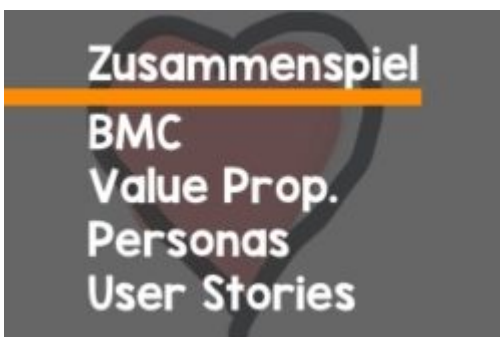 Zusammenspiel
BMC
Value Prop.
Personas
User Stories